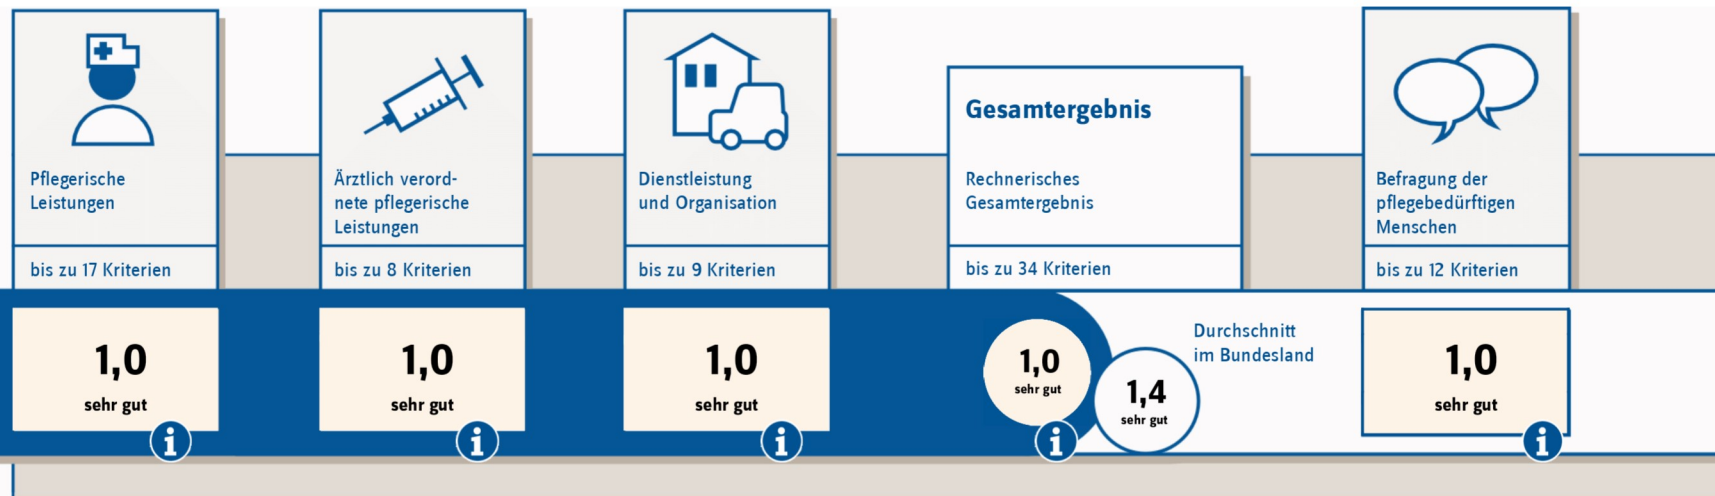 Pflegerische
Leistungen
bis zu 17 Kriterien
1,0
sehr gut
i
Ärztlich verord-
nete pflegerische
Leistungen
bis zu 8 Kriterien
1,0
sehr gut
i
Dienstleistung
und Organisation
bis zu 9 Kriterien
1,0
sehr gut
i
Gesamtergebnis
Rechnerisches
Gesamtergebnis
bis zu 34 Kriterien
1,0
sehr gut
i
1,4
sehr gut
Durchschnitt
im Bundesland
Befragung der
pflegebedürftigen
Menschen
bis zu 12 Kriterien
1,0
sehr gut
i